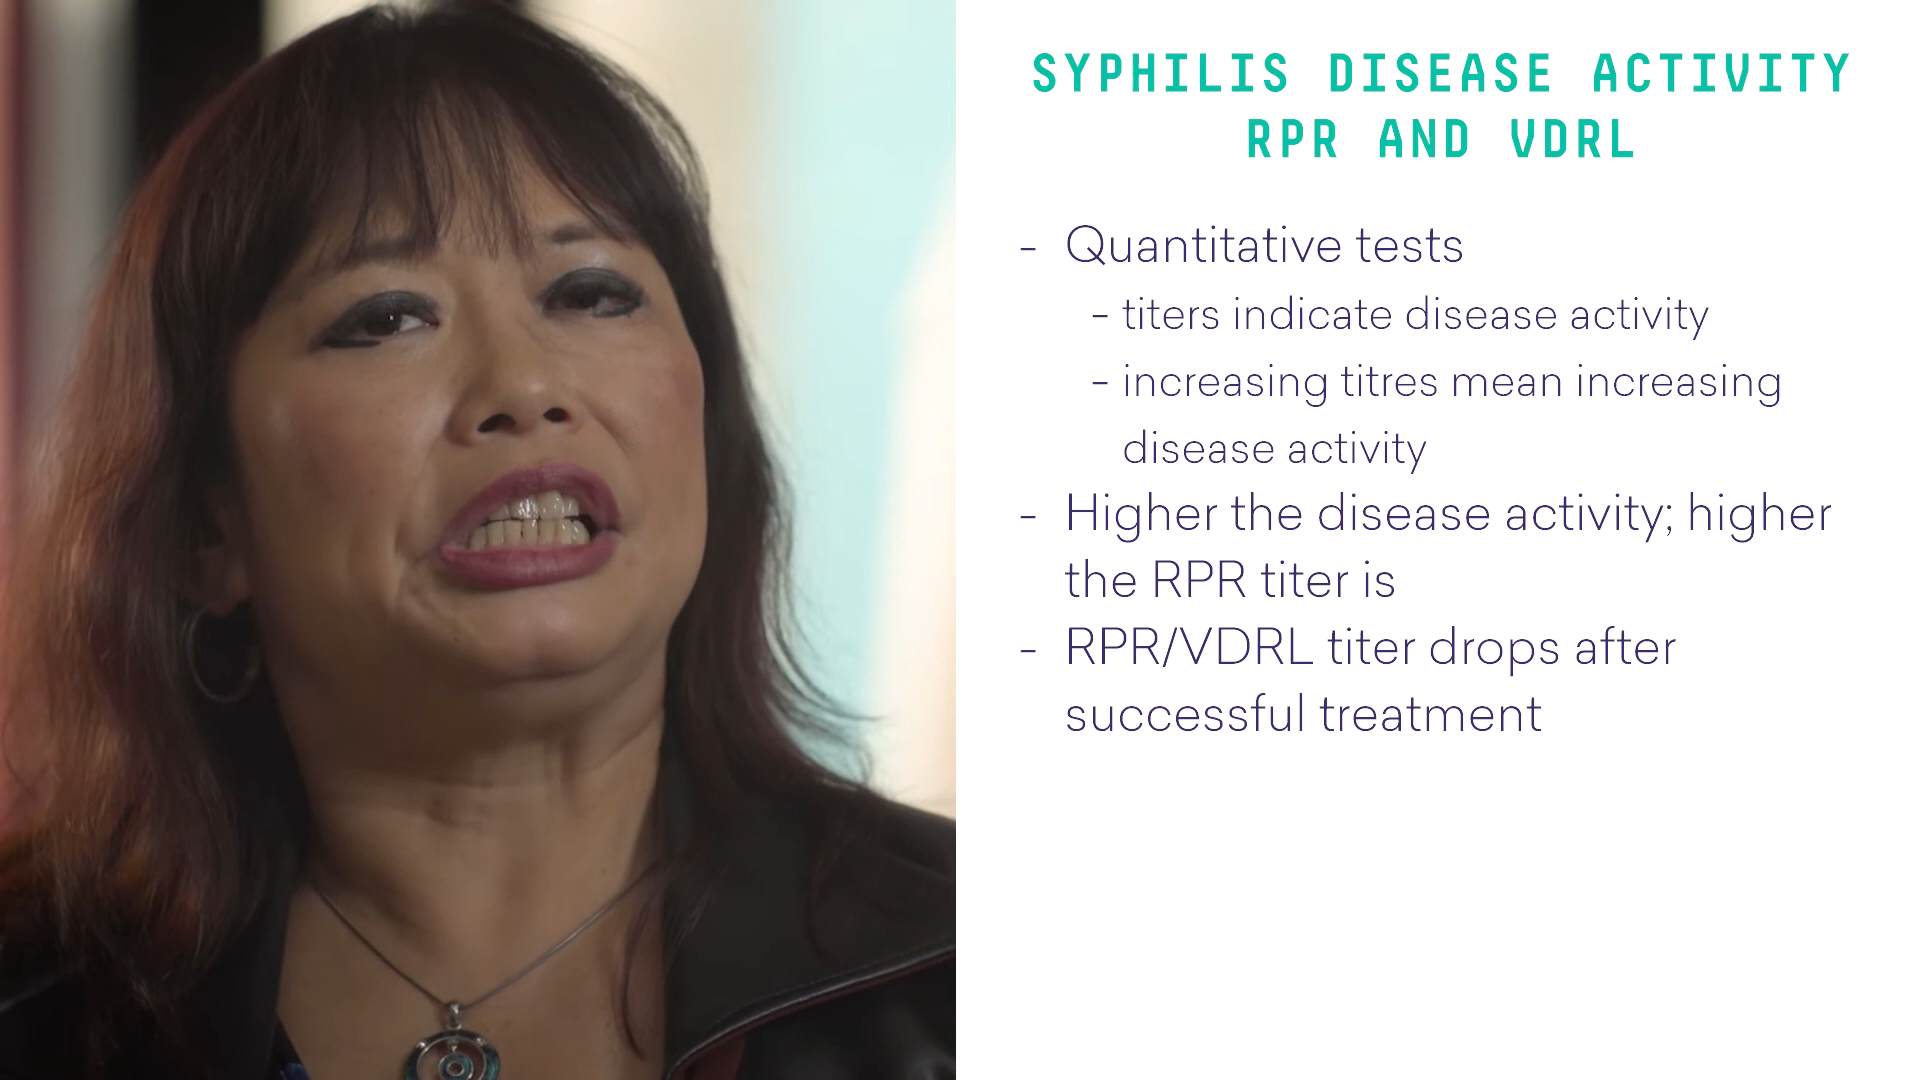 SYPHILIS DISEASE ACTIVITY
RPR AND VDRL
- Quantitative tests
- titers indicate disease activity
- increasing titres mean increasing
disease activity
- Higher the disease activity; higher
the RPR titer is
- RPR/VDRL titer drops after
successful treatment